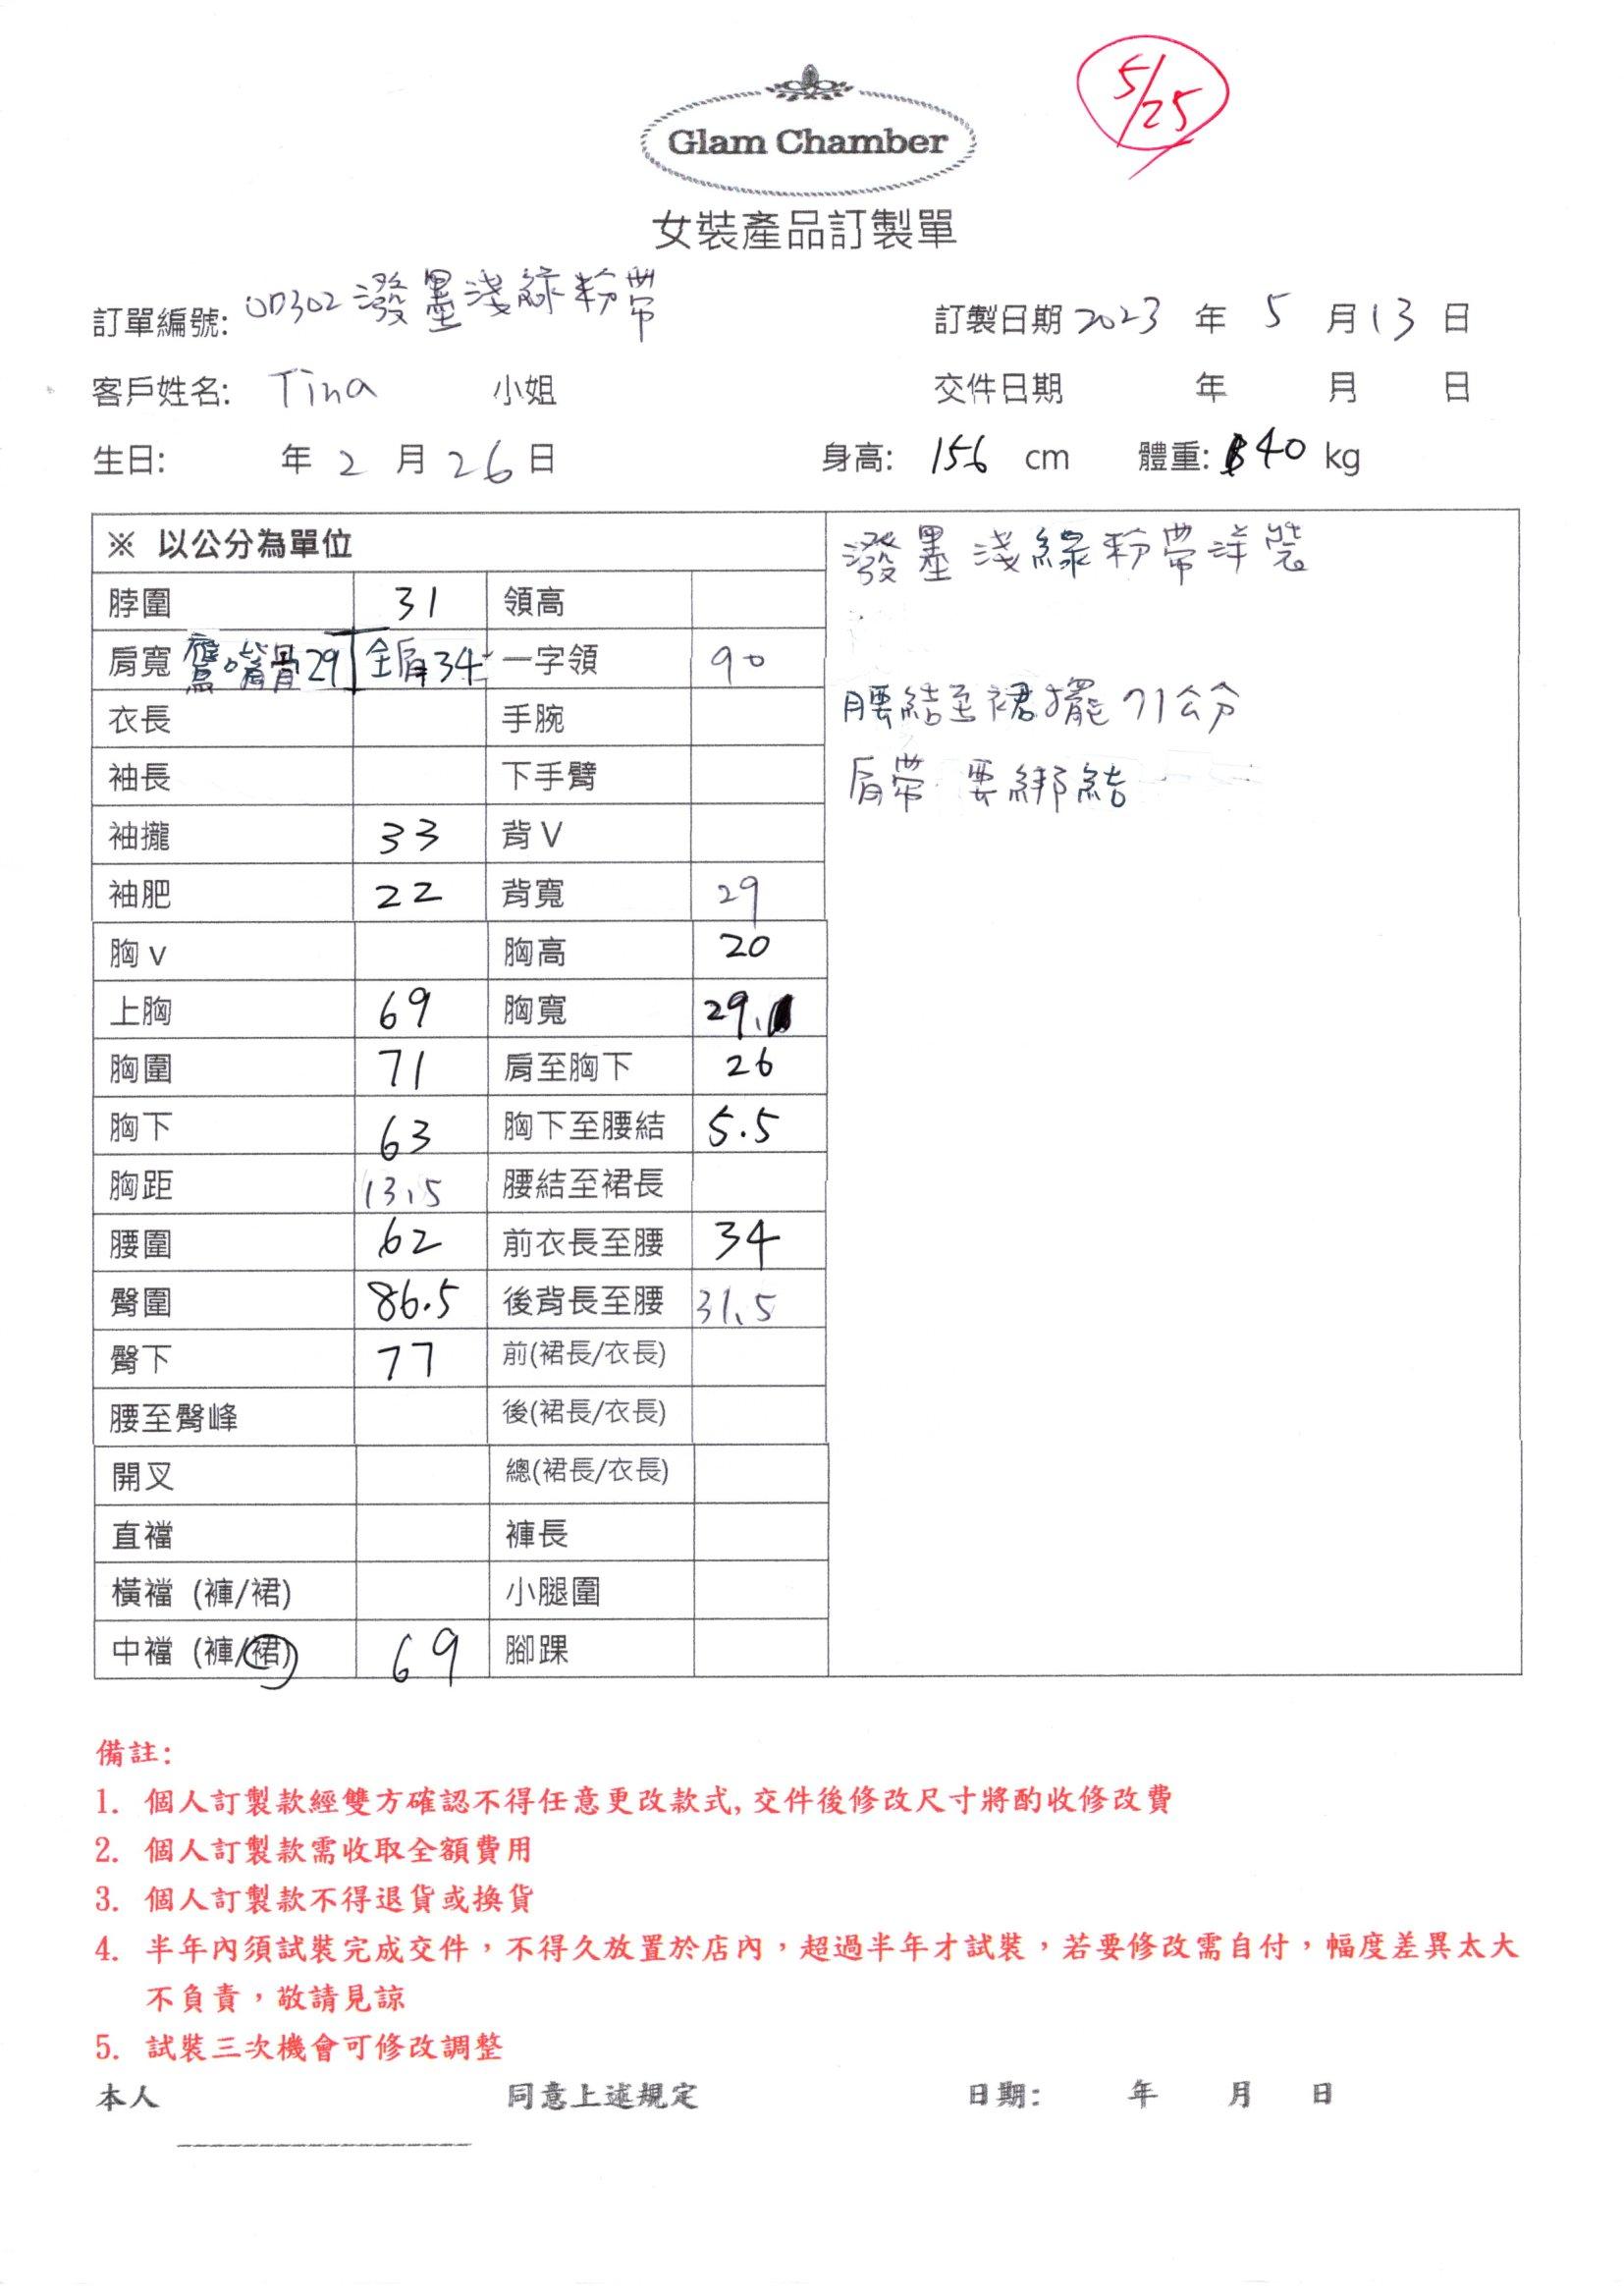 5/25
Glam Chamber
女裝產品訂製單
訂單編號: OD302潑墨淺綠粉帶
訂製日期 2023 年 5 月 13 日
客戶姓名: Tina 小姐
交件日期 年 月 日
生日: 年 2 月 26 日 身高: 156 cm 體重: 40 kg
※ 以公分為單位
潑墨淺綠粉帶洋裝
脖圍 31 領高
肩寬 鷹嘴骨29 全肩34 一字領 90
衣長 手腕
腰結至裙擺71公分
袖長 下手臂
肩帶要綁結
袖攏 33 背V
袖肥 22 背寬 29
胸v 胸高 20
上胸 69 胸寬 29.
胸圍 71 肩至胸下 26
胸下 63 胸下至腰結 5.5
胸距 13.5 腰結至裙長
腰圍 62 前衣長至腰 34
臀圍 86.5 後背長至腰 31.5
臀下 77 前(裙長/衣長)
腰至臀峰 後(裙長/衣長)
開叉 總(裙長/衣長)
直襠 褲長
橫襠 (褲/裙) 小腿圍
中襠 (褲/裙) 69 腳踝
備註:
1. 個人訂製款經雙方確認不得任意更改款式, 交件後修改尺寸將酌收修改費
2. 個人訂製款需收取全額費用
3. 個人訂製款不得退貨或換貨
4. 半年內須試裝完成交件，不得久放置於店內，超過半年才試裝，若要修改需自付，幅度差異太大
不負責，敬請見諒
5. 試裝三次機會可修改調整
本人 同意上述規定 日期: 年 月 日